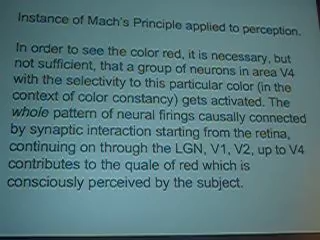 Instance of Mach's Principle applied to perception.
In order to see the color red, it is necessary, but
not sufficient, that a group of neurons in area V4
with the selectivity to this particular color (in the
context of color constancy) gets activated. The
whole pattern of neural firings causally connected
by synaptic interaction starting from the retina,
continuing on through the LGN, V1, V2, up to V4
contributes to the quale of red which is
consciously perceived by the subject.